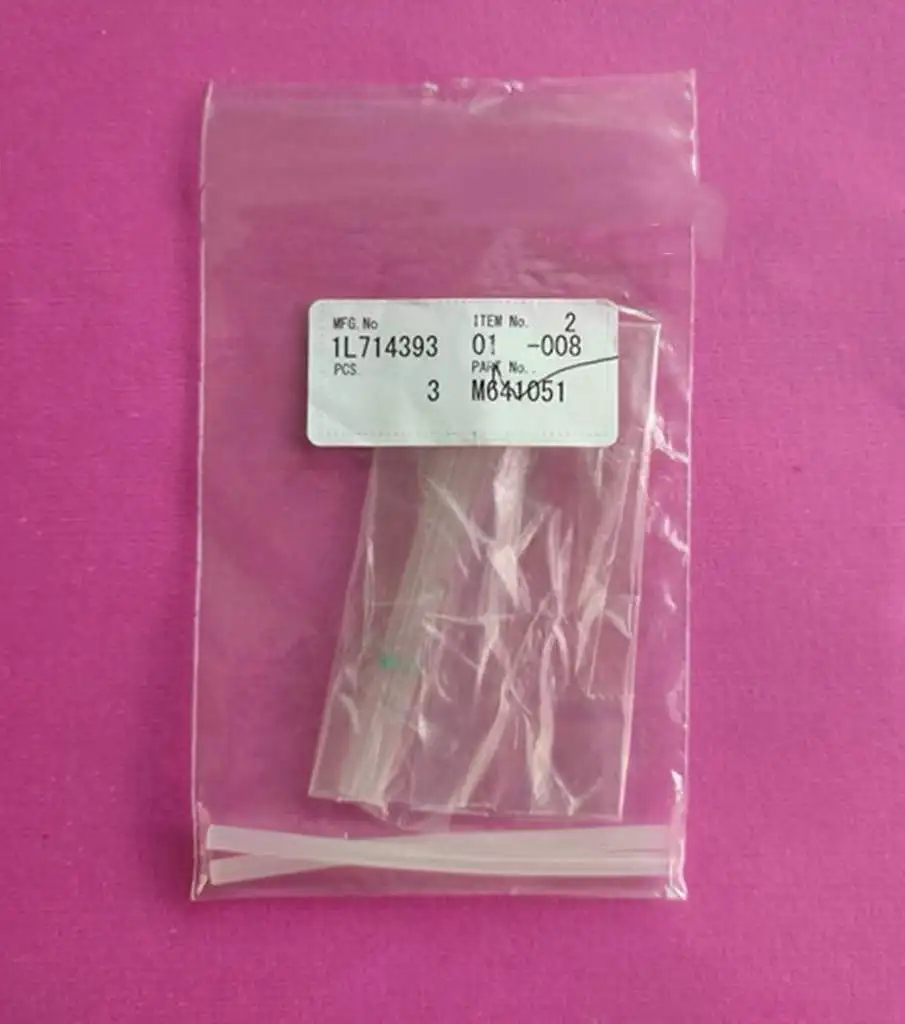 MFG.No ITEM No. 2
1L714393 01 -008
PCS. PART No..
3 M641051